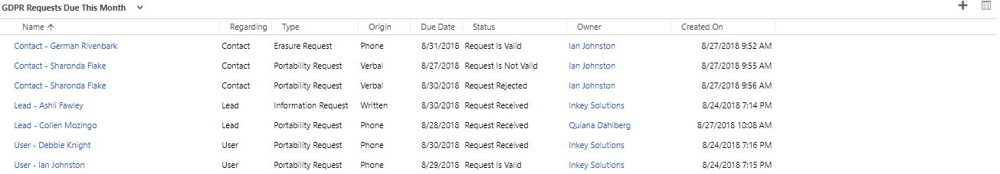 GDPR Requests Due This Month
Name Regarding Type Origin Due Date Status Owner Created On
Contact - German Rivenbark Contact Erasure Request Phone 8/31/2018 Request Is Valid Ian Johnston 8/27/2018 9:52 AM
Contact - Sharonda Flake Contact Portability Request Verbal 8/27/2018 Request Is Not Valid Ian Johnston 8/27/2018 9:55 AM
Contact - Sharonda Flake Contact Portability Request Verbal 8/30/2018 Request Rejected Ian Johnston 8/27/2018 9:56 AM
Lead - Ashli Fawley Lead Information Request Written 8/30/2018 Request Received Inkey Solutions 8/24/2018 7:14 PM
Lead - Collen Mozingo Lead Portability Request Phone 8/28/2018 Request Received Quiana Dahlberg 8/27/2018 10:08 AM
User - Debbie Knight User Portability Request Phone 8/30/2018 Request Received Inkey Solutions 8/24/2018 7:16 PM
User - Ian Johnston User Portability Request Phone 8/29/2018 Request Is Valid Inkey Solutions 8/24/2018 7:15 PM